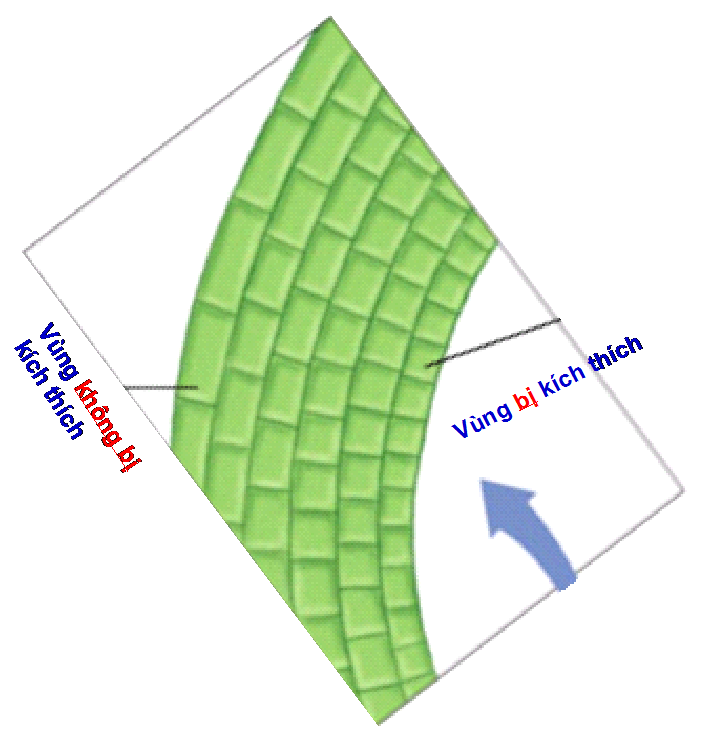 Vùng không bị
kích thích
Vùng bị kích thích